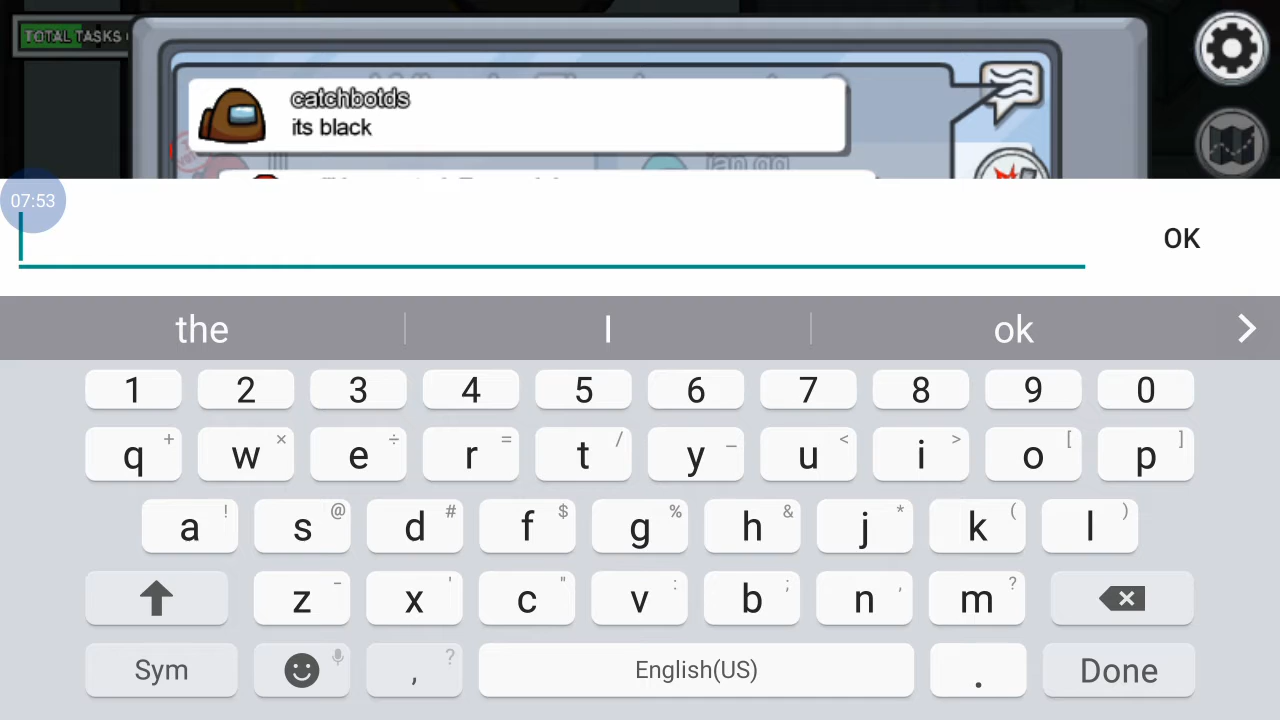 TOTAL TASKS
catchbotds
its black
07:53
OK
the
I
ok
1 2 3 4 5 6 7 8 9 0
q + w × e ÷ r = t / y _ u < i > o [ p ]
a ! s @ d # f $ g % h & j * k ( l )
z - x ' c " v : b ; n , m ?
Sym , ? English(US) . Done